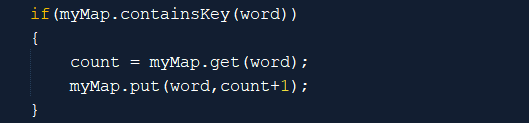 if(myMap.containsKey(word))
{
count = myMap.get(word);
myMap.put(word,count+1);
}